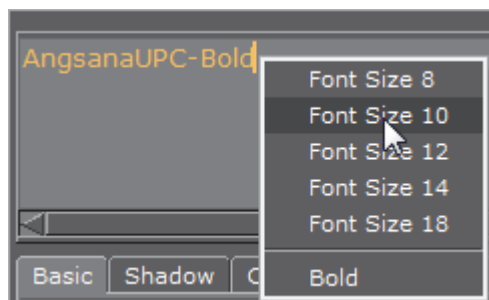 AngsanaUPC-Bold
Font Size 8
Font Size 10
Font Size 12
Font Size 14
Font Size 18
Bold
Basic
Shadow